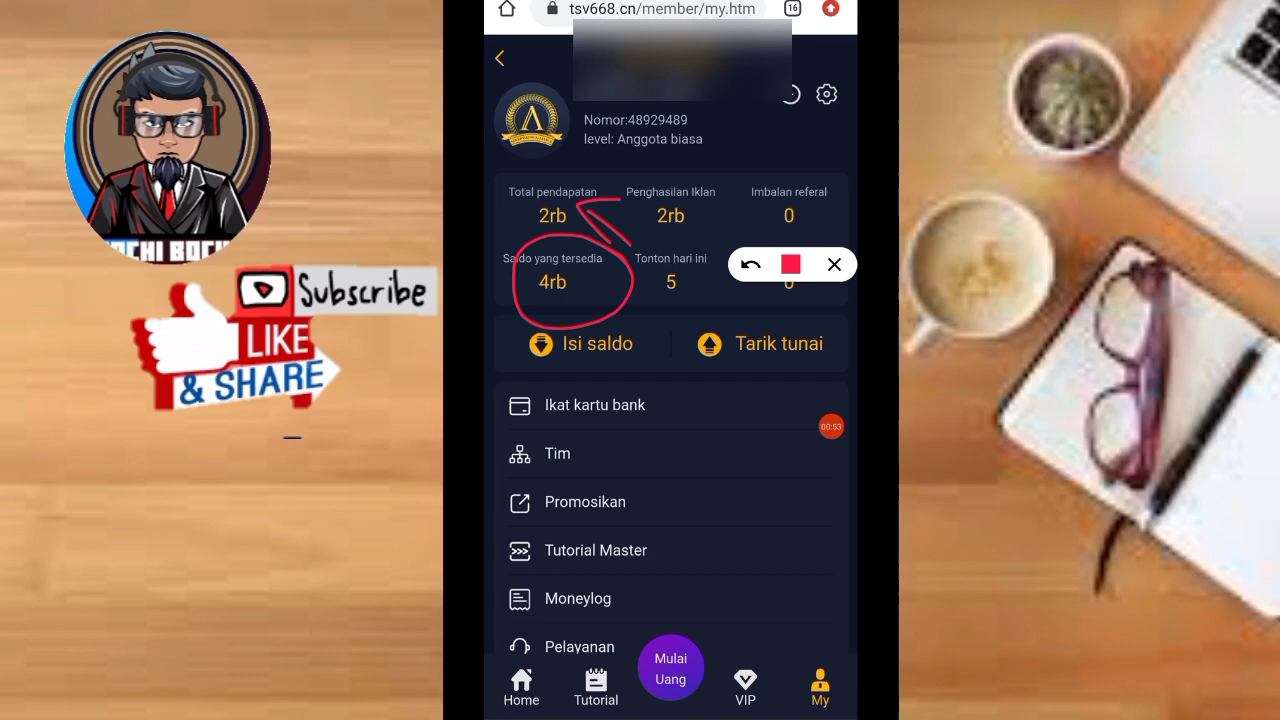 tsv668.cn/member/my.htm
16
Nomor:48929489
level: Anggota biasa
Total pendapatan
Penghasilan Iklan
Imbalan referal
2rb
2rb
0
Saldo yang tersedia
Tonton hari ini
4rb
5
0
Isi saldo
Tarik tunai
Ikat kartu bank
00:53
Tim
Promosikan
Tutorial Master
Moneylog
Pelayanan
Mulai
Uang
Home
Tutorial
VIP
My
Subscribe
LIKE
& SHARE